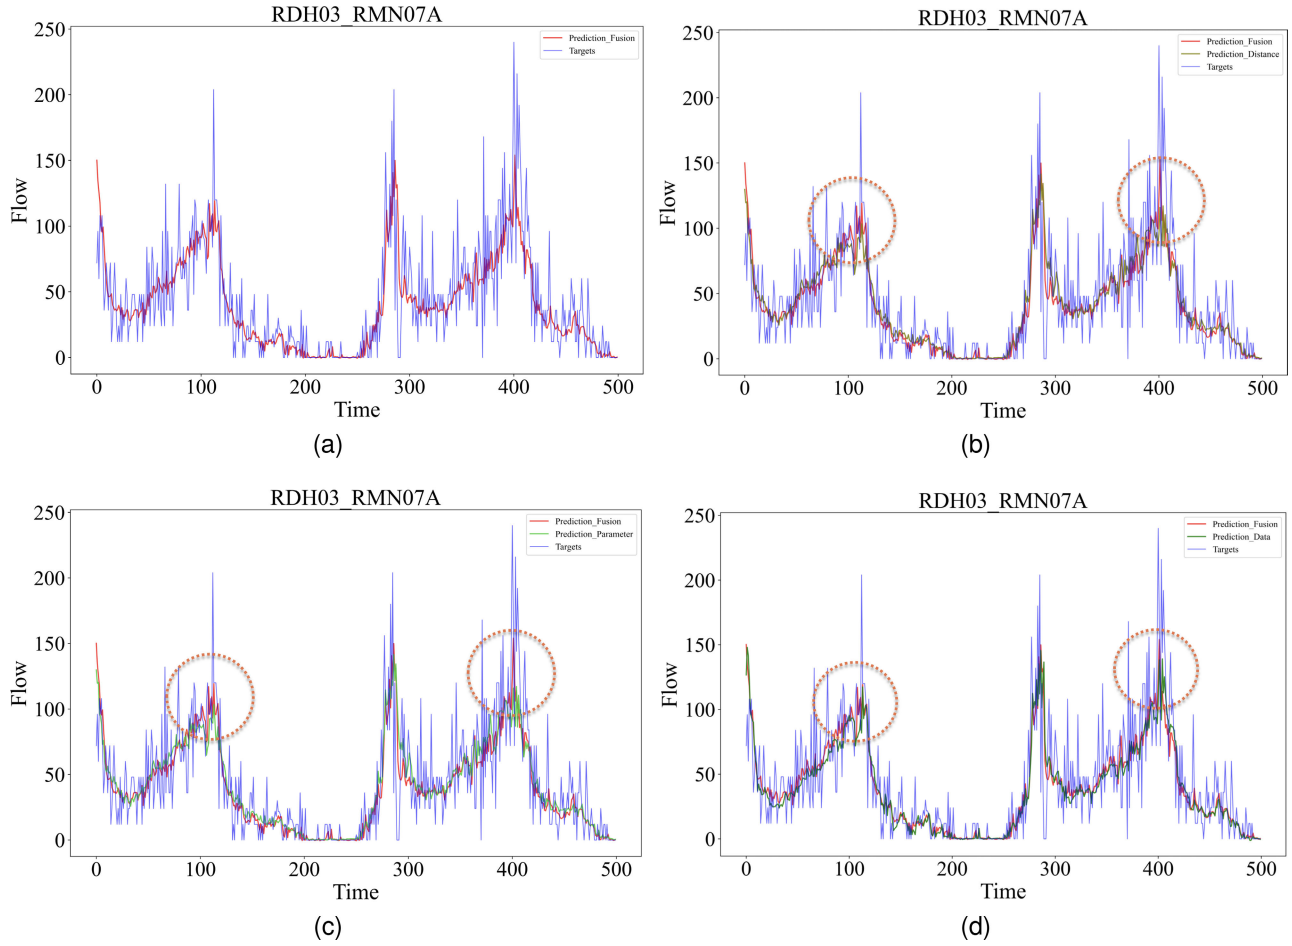 RDH03_RMN07A
Prediction_Fusion
Targets
250
200
150
100
50
0
Flow
0 100 200 300 400 500
Time
(a)
RDH03_RMN07A
Prediction_Fusion
Prediction_Distance
Targets
250
200
150
100
50
0
Flow
0 100 200 300 400 500
Time
(b)
RDH03_RMN07A
Prediction_Fusion
Prediction_Parameter
Targets
250
200
150
100
50
0
Flow
0 100 200 300 400 500
Time
(c)
RDH03_RMN07A
Prediction_Fusion
Prediction_Data
Targets
250
200
150
100
50
0
Flow
0 100 200 300 400 500
Time
(d)